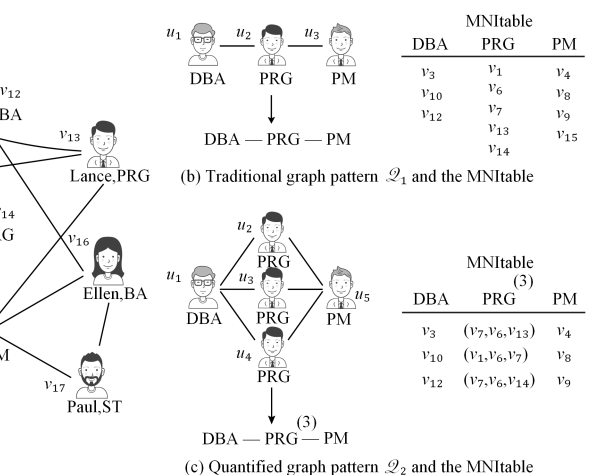 u1 u2 u3
DBA PRG PM
DBA — PRG — PM
MNItable
DBA PRG PM
v3 v1 v4
v10 v6 v8
v12 v7 v9
v13 v15
v14
(b) Traditional graph pattern 𝒬1 and the MNItable
v12
BA
v13
Lance,PRG
v14
G
v16
Ellen,BA
M
v17
Paul,ST
u2
PRG
u1 u3 u5
DBA PRG PM
u4
PRG
(3)
DBA — PRG — PM
MNItable
(3)
DBA PRG PM
v3 (v7,v6,v13) v4
v10 (v1,v6,v7) v8
v12 (v7,v6,v14) v9
(c) Quantified graph pattern 𝒬2 and the MNItable